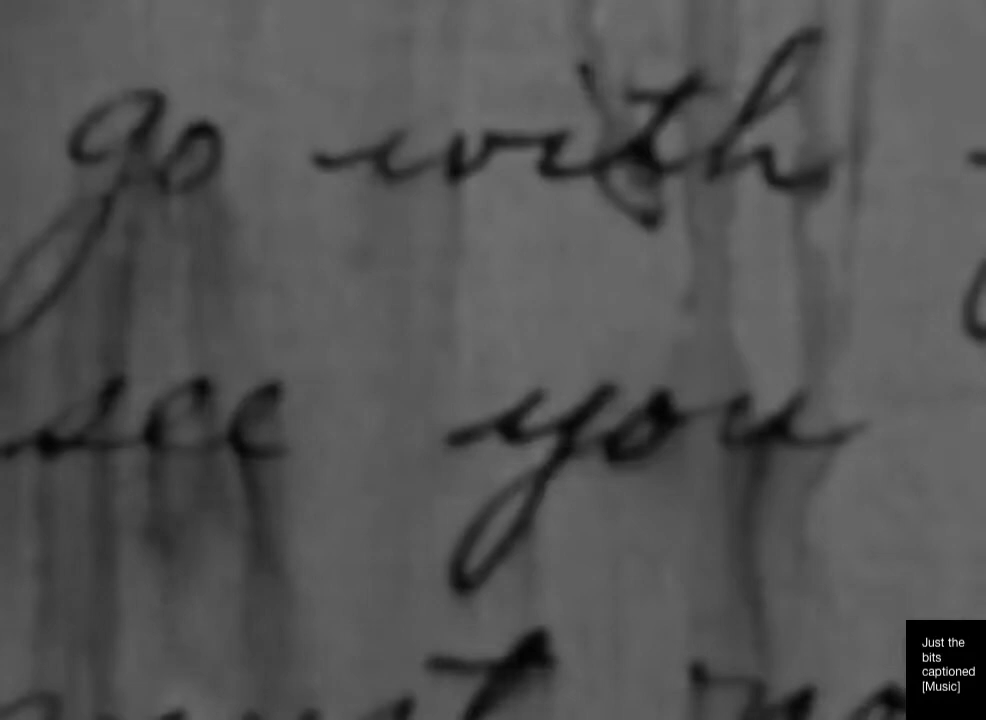 go with
see you
Just the
bits
captioned
[Music]